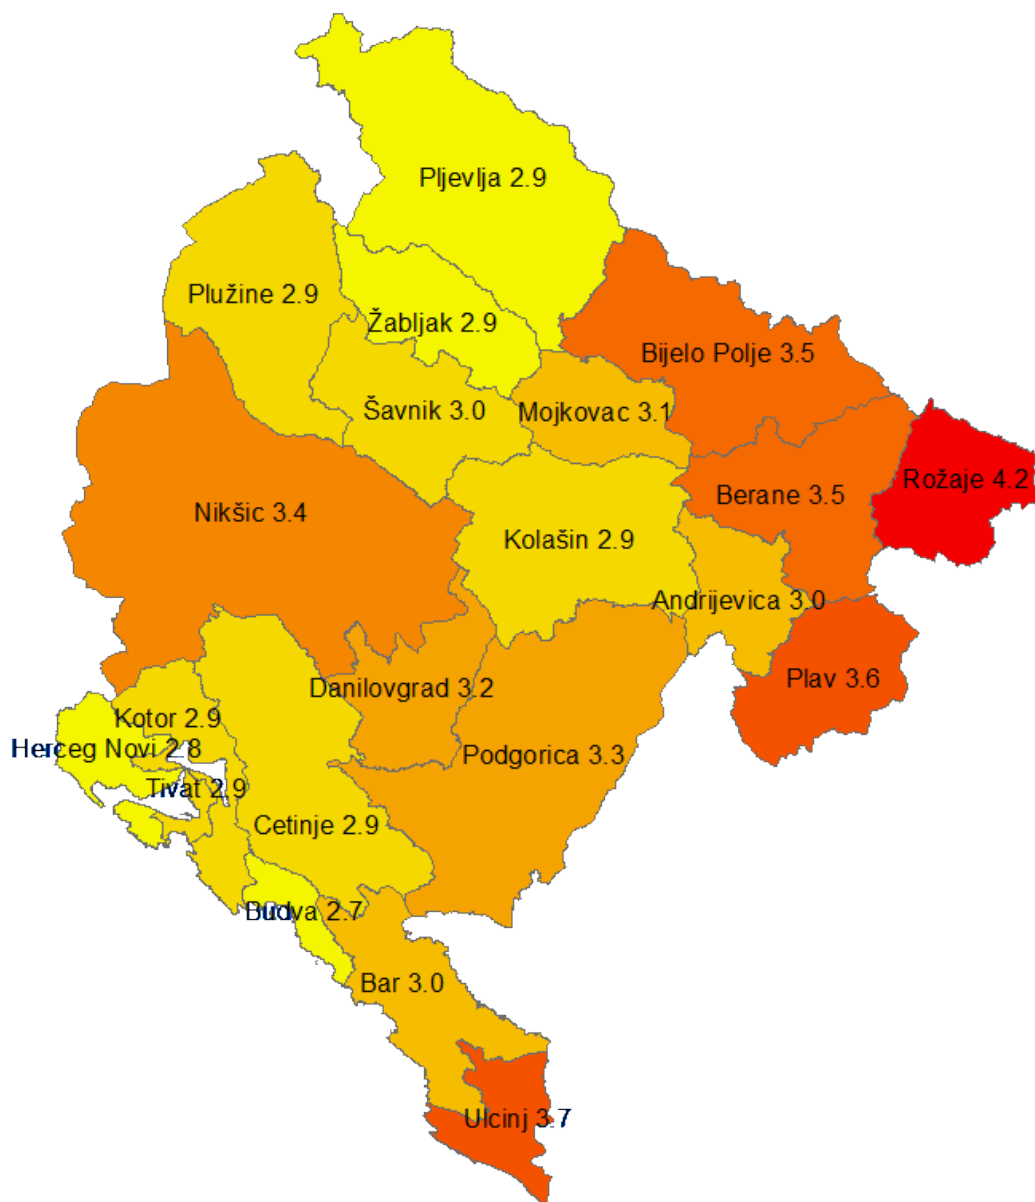 Pljevlja 2.9
Plužine 2.9
Žabljak 2.9
Bijelo Polje 3.5
Šavnik 3.0
Mojkovac 3.1
Rožaje 4.2
Berane 3.5
Nikšic 3.4
Kolašin 2.9
Andrijevica 3.0
Plav 3.6
Danilovgrad 3.2
Kotor 2.9
Herceg Novi 2.8
Podgorica 3.3
Tivat 2.9
Cetinje 2.9
Budva 2.7
Bar 3.0
Ulcinj 3.7